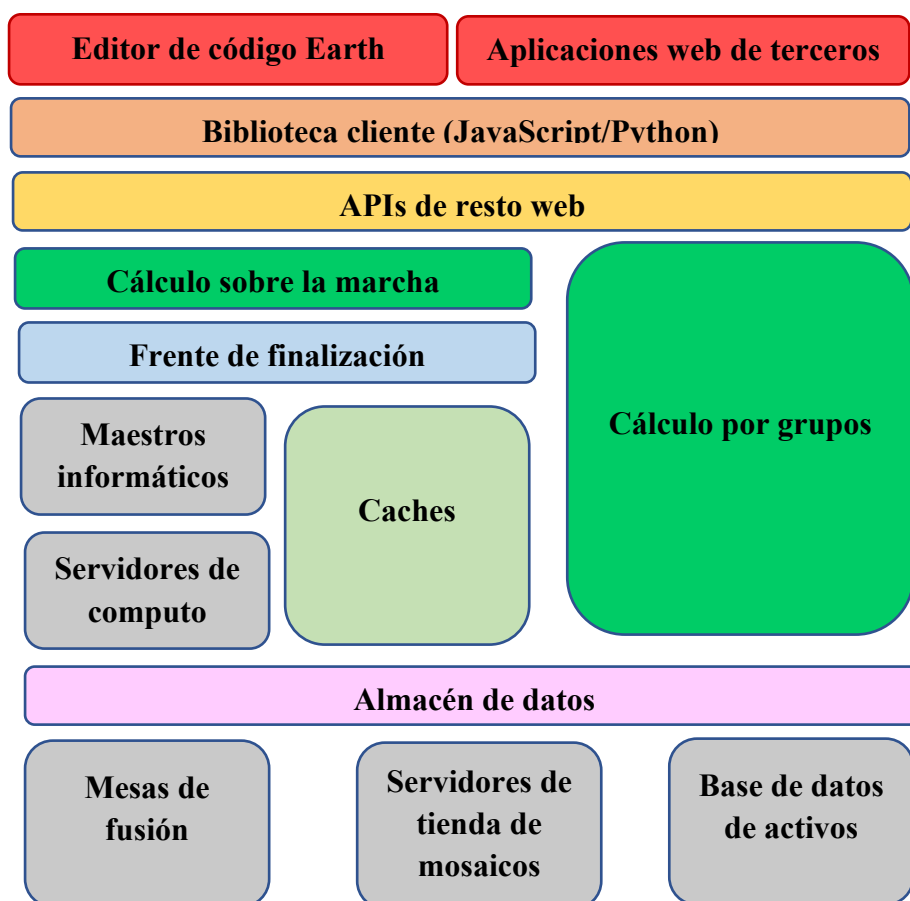 Editor de código Earth
Aplicaciones web de terceros
Biblioteca cliente (JavaScript/Python)
APIs de resto web
Cálculo sobre la marcha
Frente de finalización
Maestros
informáticos
Caches
Cálculo por grupos
Servidores de
computo
Almacén de datos
Mesas de
fusión
Servidores de
tienda de
mosaicos
Base de datos
de activos